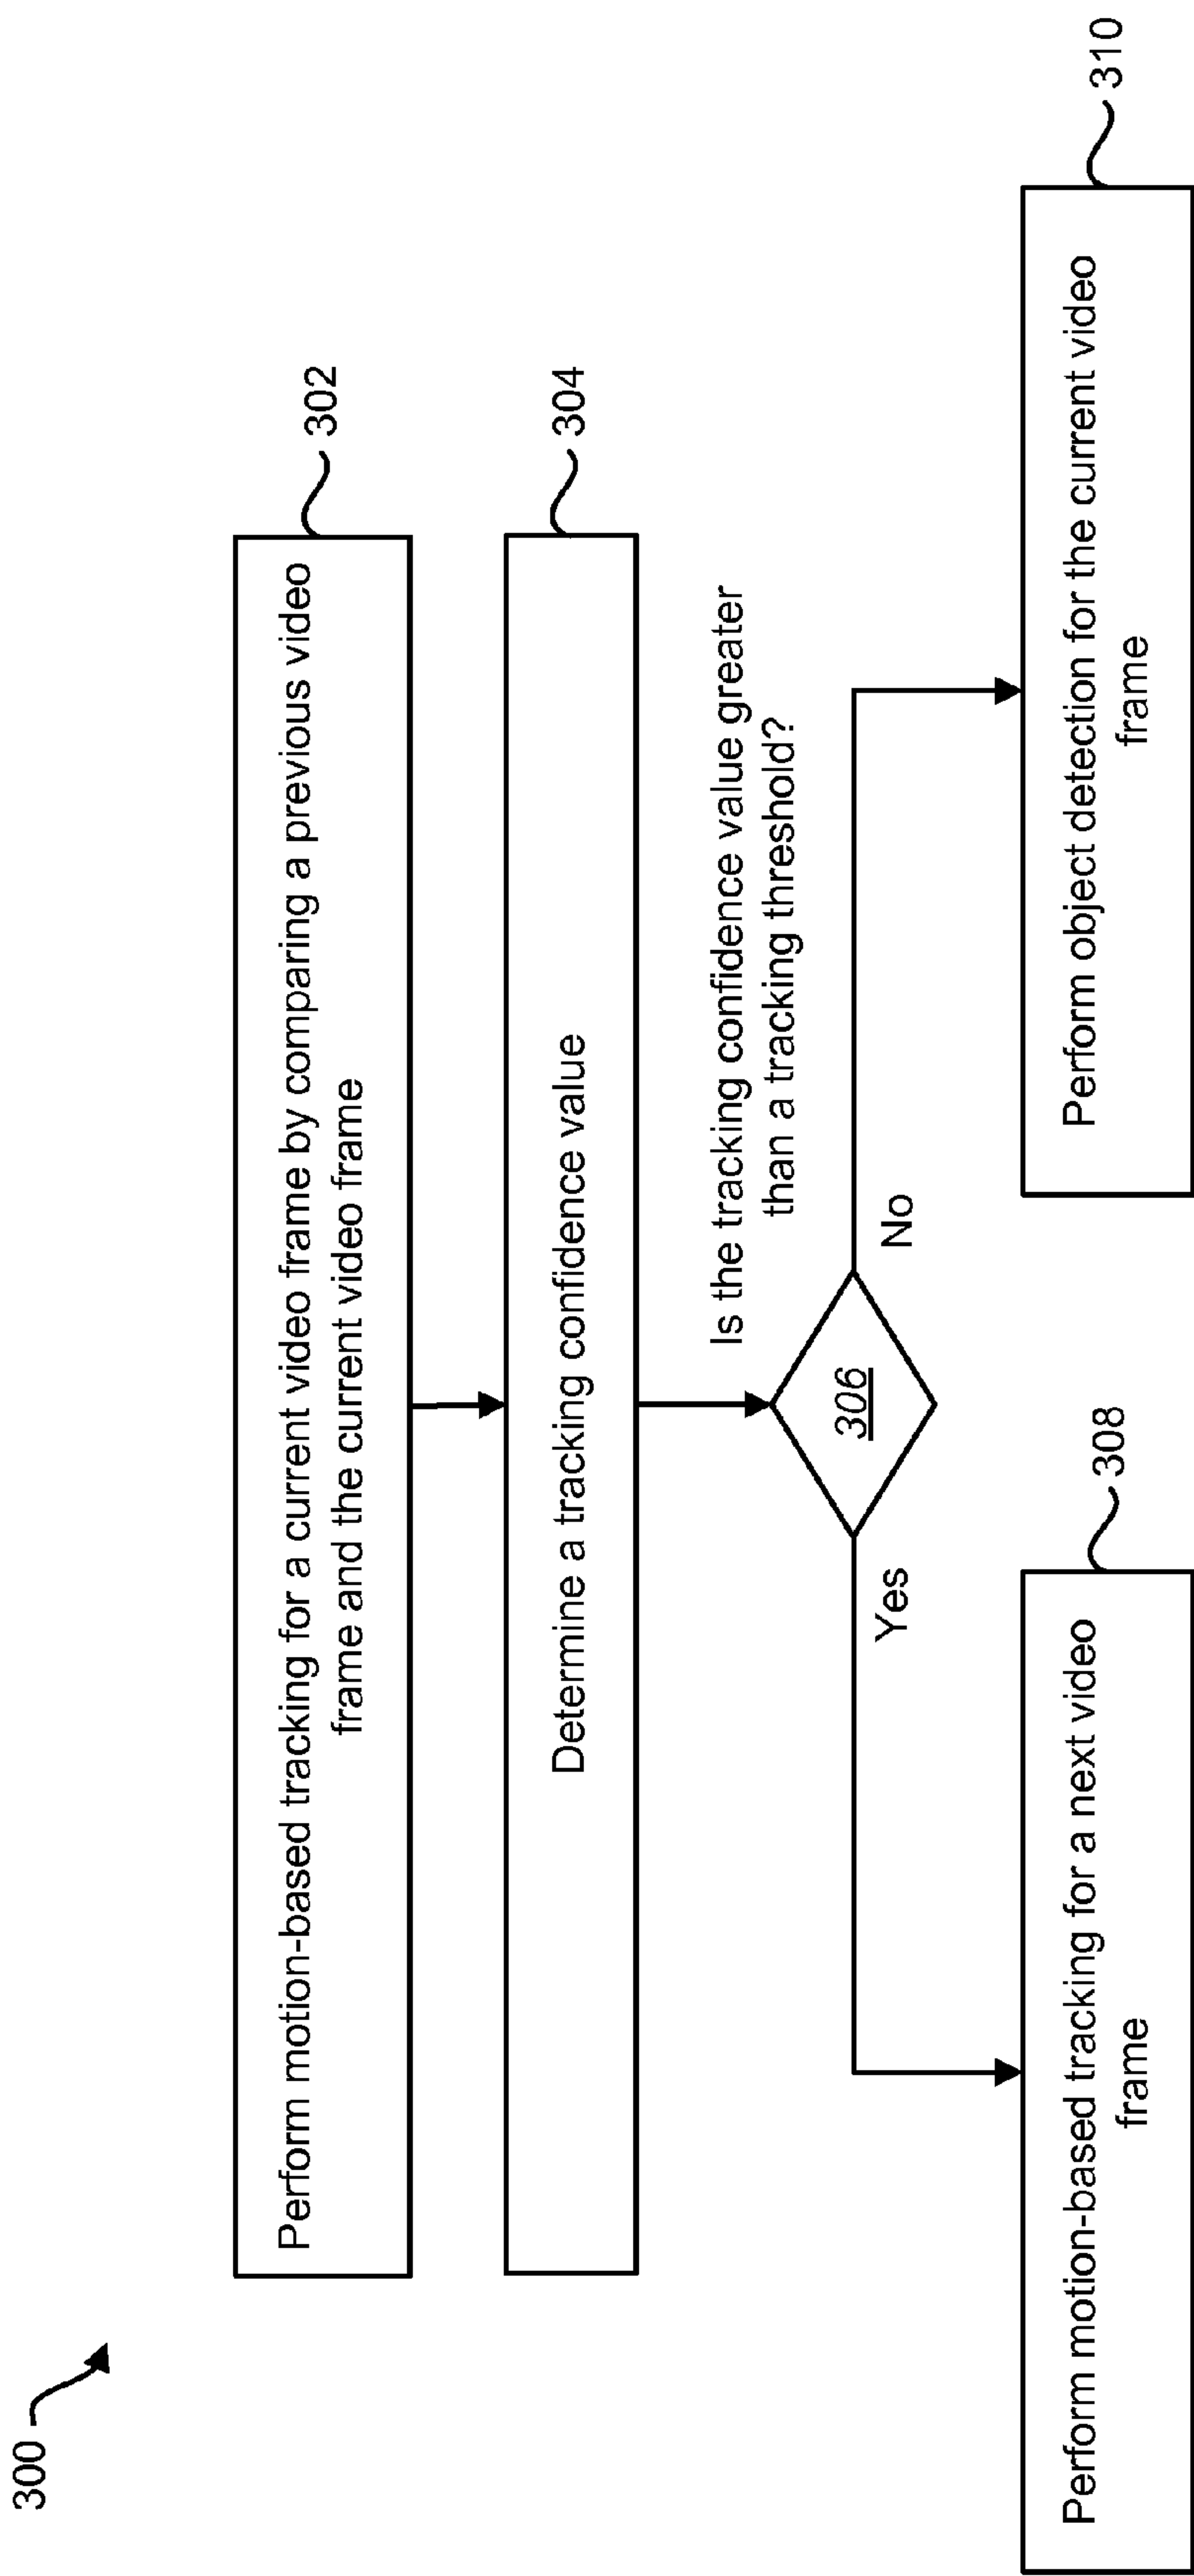 300
Perform motion-based tracking for a current video frame by comparing a previous video
frame and the current video frame
302
Determine a tracking confidence value
304
Is the tracking confidence value greater
than a tracking threshold?
306
Yes
No
Perform motion-based tracking for a next video
frame
308
Perform object detection for the current video
frame
310